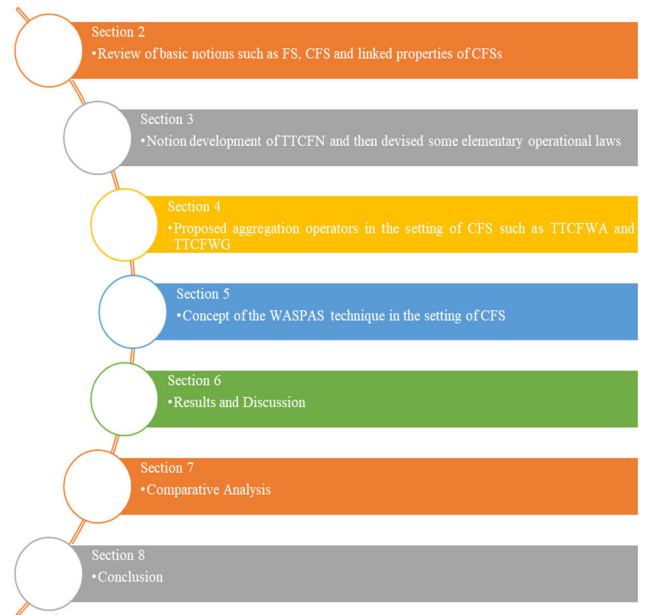 Section 2
•Review of basic notions such as FS, CFS and linked properties of CFSs
Section 3
•Notion development of TTCFN and then devised some elementary operational laws
Section 4
•Proposed aggregation operators in the setting of CFS such as TTCFWA and
TTCFWG
Section 5
•Concept of the WASPAS technique in the setting of CFS
Section 6
•Results and Discussion
Section 7
•Comparative Analysis
Section 8
•Conclusion